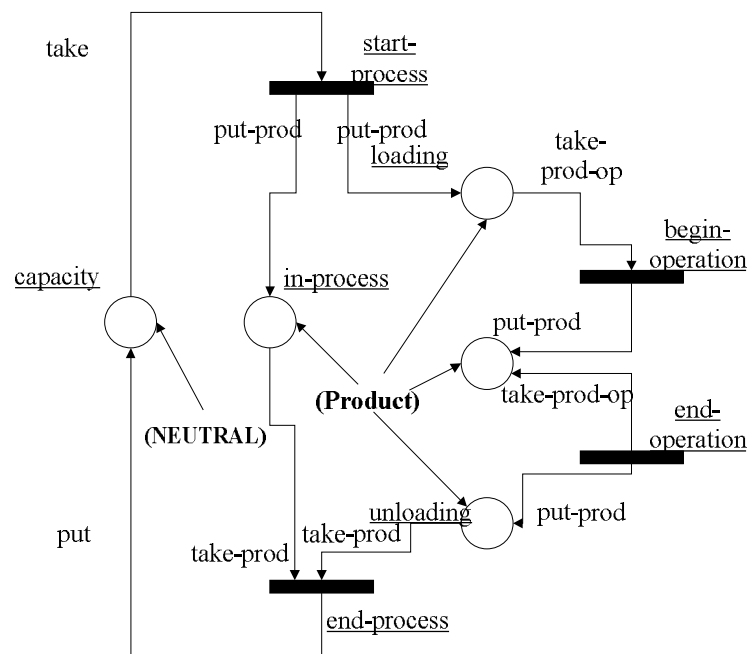 take
start-
process
put-prod
put-prod
loading
take-
prod-op
begin-
operation
capacity
in-process
put-prod
(Product)
take-prod-op
(NEUTRAL)
end-
operation
unloading
put-prod
put
take-prod
take-prod
end-process